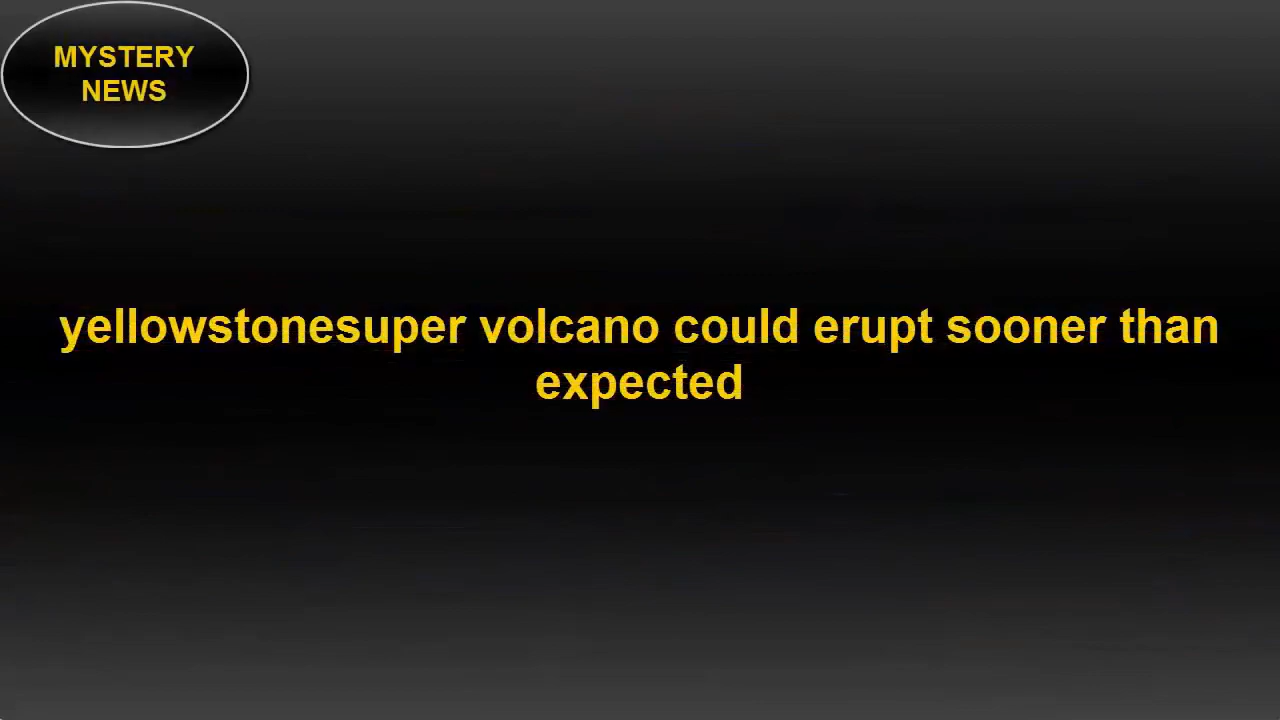 MYSTERY
NEWS
yellowstonesuper volcano could erupt sooner than
expected